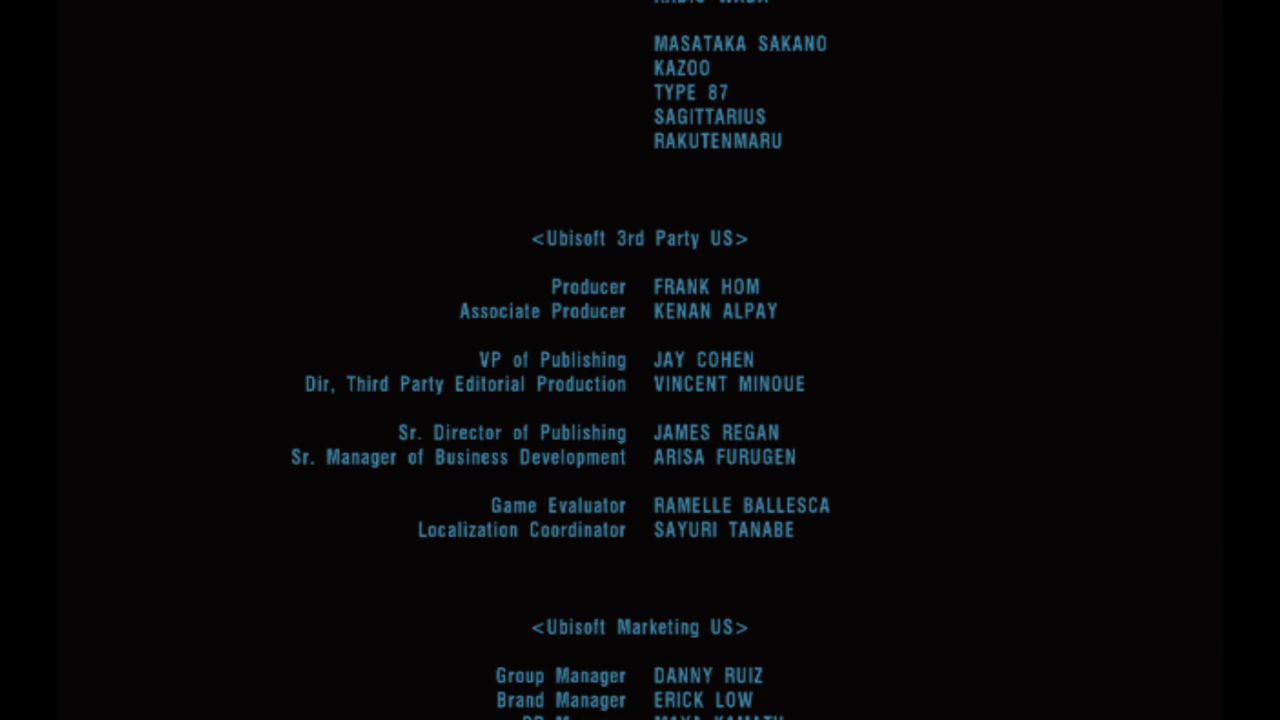 MASATAKA SAKANO
KAZOO
TYPE 87
SAGITTARIUS
RAKUTENMARU
<Ubisoft 3rd Party US>
Producer FRANK HOM
Associate Producer KENAN ALPAY
VP of Publishing JAY COHEN
Dir, Third Party Editorial Production VINCENT MINOUE
Sr. Director of Publishing JAMES REGAN
Sr. Manager of Business Development ARISA FURUGEN
Game Evaluator RAMELLE BALLESCA
Localization Coordinator SAYURI TANABE
<Ubisoft Marketing US>
Group Manager DANNY RUIZ
Brand Manager ERICK LOW